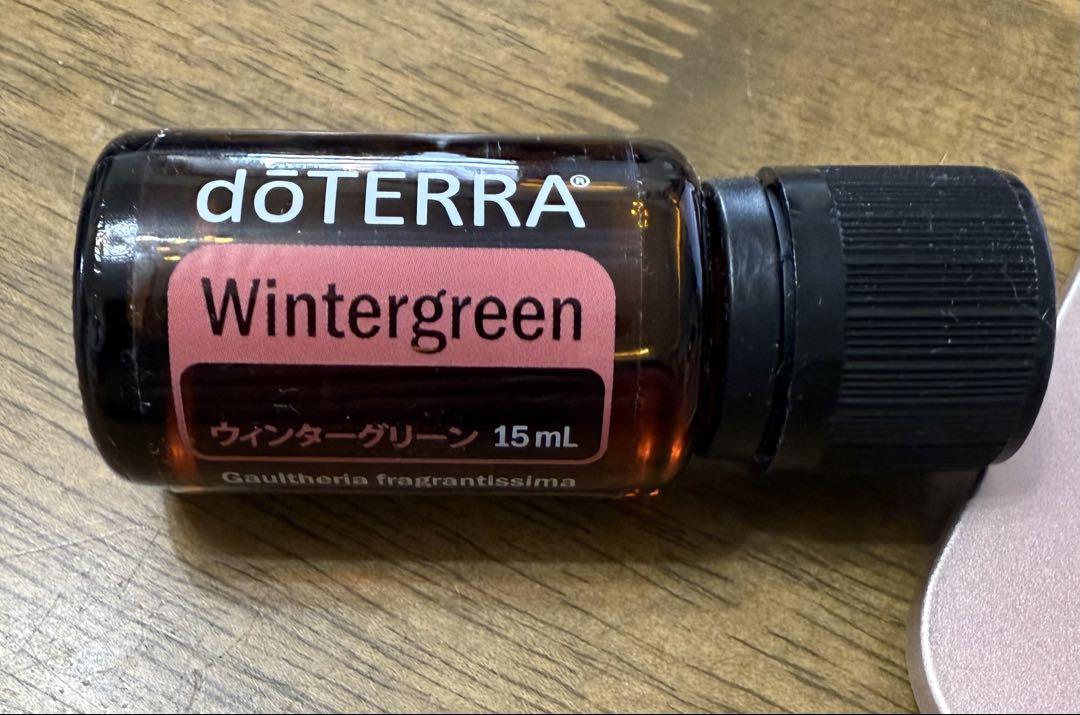 dōTERRA®
Wintergreen
ウィンターグリーン 15 mL
Gaultheria fragrantissima